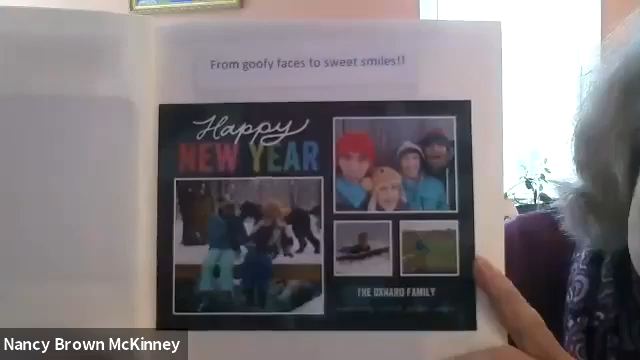 From goofy faces to sweet smiles!!
Happy
NEW YEAR
THE OXNARD FAMILY
Nancy Brown McKinney